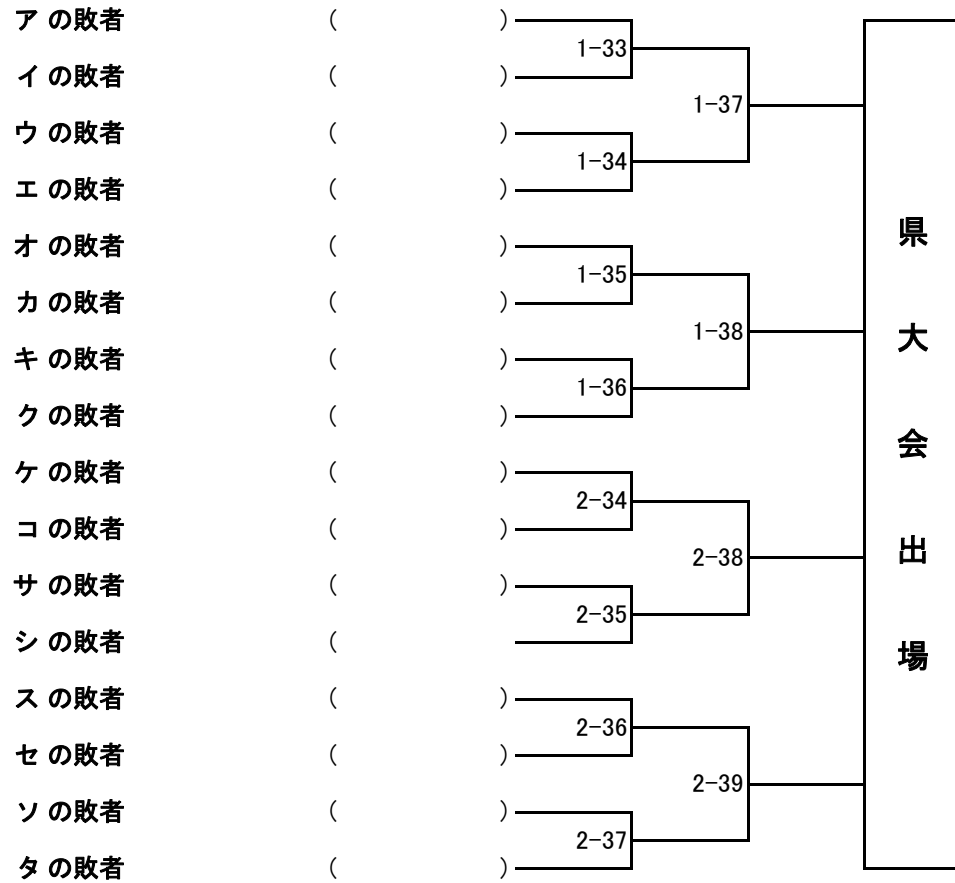 ア の敗者 （ ）
1-33
イ の敗者 （ ）
1-37
ウ の敗者 （ ）
1-34
エ の敗者 （ ）
オ の敗者 （ ）
1-35
カ の敗者 （ ）
1-38
キ の敗者 （ ）
1-36
ク の敗者 （ ）
ケ の敗者 （ ）
2-34
コ の敗者 （ ）
2-38
サ の敗者 （ ）
2-35
シ の敗者 （
ス の敗者 （ ）
2-36
セ の敗者 （ ）
2-39
ソ の敗者 （ ）
2-37
タ の敗者 （ ）
県大会出場